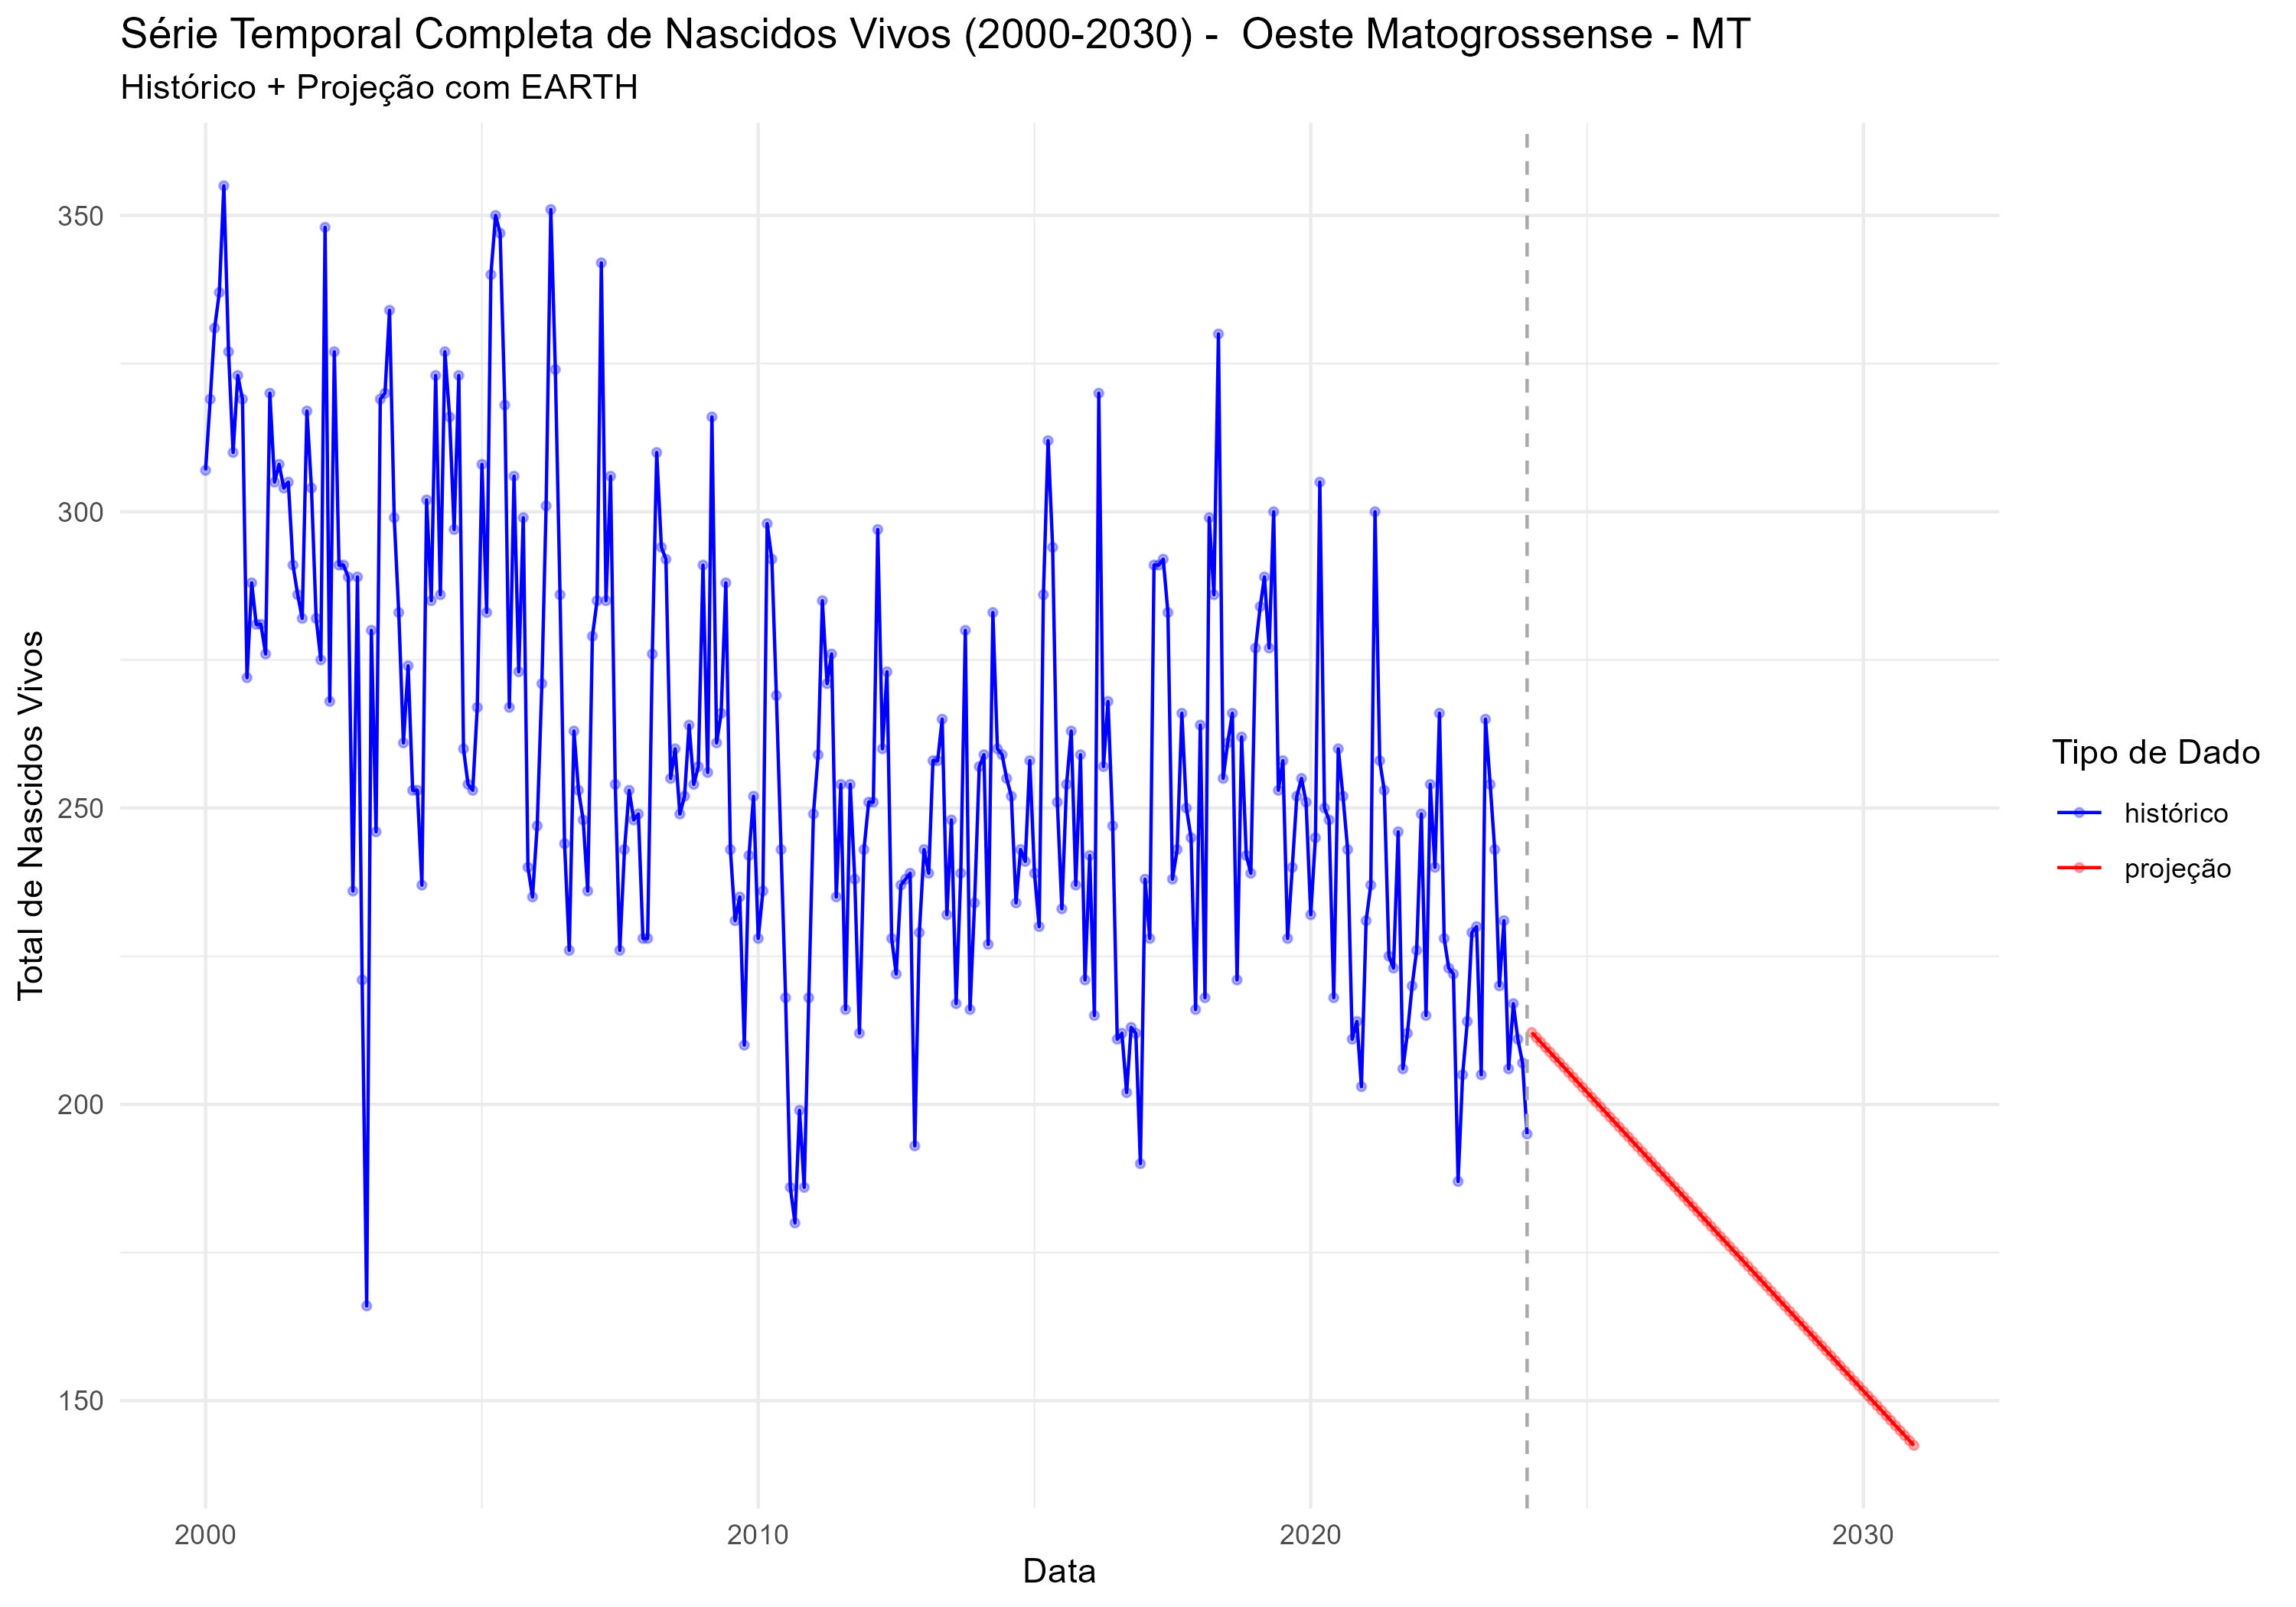 Série Temporal Completa de Nascidos Vivos (2000-2030) -  Oeste Matogrossense - MT
Histórico + Projeção com EARTH
Total de Nascidos Vivos
350
300
250
200
150
2000
2010
2020
2030
Data
Tipo de Dado
histórico
projeção